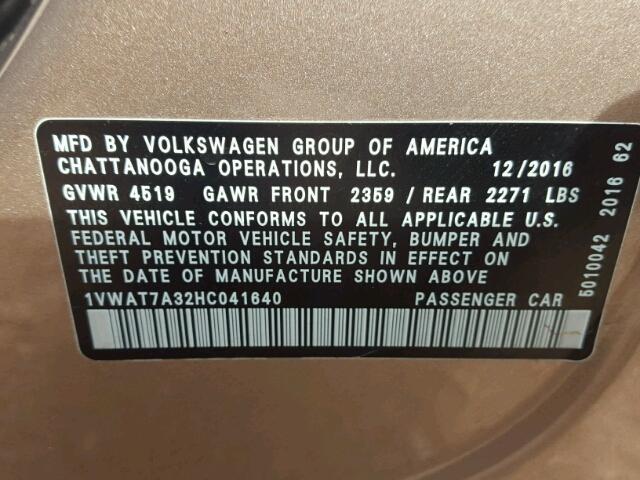 MFD BY VOLKSWAGEN GROUP OF AMERICA
CHATTANOOGA OPERATIONS, LLC. 12/2016
GVWR 4519 GAWR FRONT 2359 / REAR 2271 LBS
THIS VEHICLE CONFORMS TO ALL APPLICABLE U.S.
FEDERAL MOTOR VEHICLE SAFETY, BUMPER AND
THEFT PREVENTION STANDARDS IN EFFECT ON
THE DATE OF MANUFACTURE SHOWN ABOVE
1VWAT7A32HC041640 PASSENGER CAR
5010042 2016 62